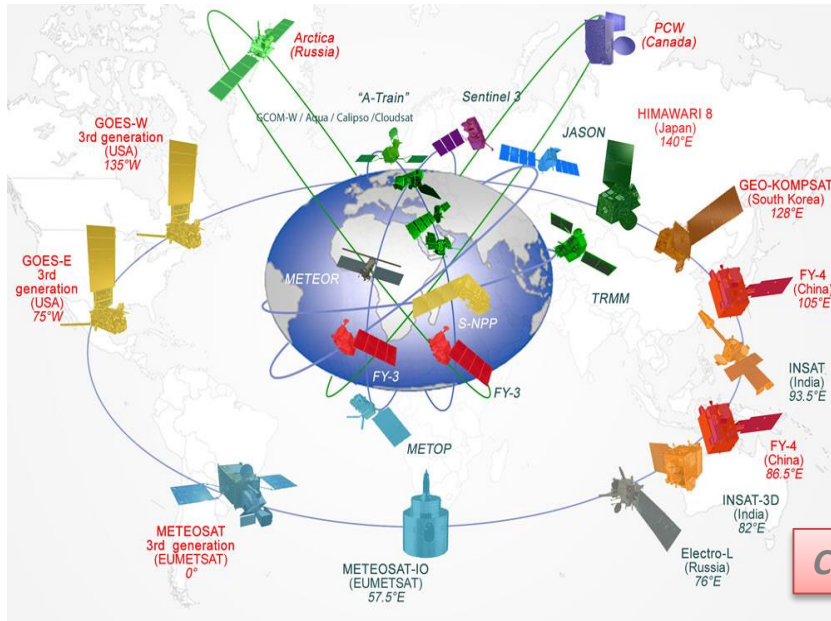 Arctica
(Russia)
PCW
(Canada)
"A-Train"
GCOM-W / Aqua / Calipso /Cloudsat
Sentinel 3
JASON
HIMAWARI 8
(Japan)
140°E
GOES-W
3rd generation
(USA)
135°W
GEO-KOMPSAT
(South Korea)
128°E
GOES-E
3rd
generation
(USA)
75°W
METEOR
TRMM
FY-4
(China)
105°E
S-NPP
INSAT
(India)
93.5°E
FY-3
FY-3
METOP
FY-4
(China)
86.5°E
INSAT-3D
(India)
82°E
METEOSAT
3rd generation
(EUMETSAT)
0°
METEOSAT-IO
(EUMETSAT)
57.5°E
Electro-L
(Russia)
76°E
C